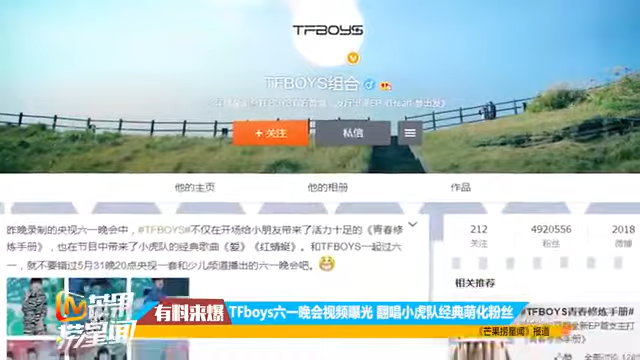 TFBOYS
TFBOYS组合
+ 关注
私信
他的主页
他的相册
作品
昨晚录制的央视六一晚会中，#TFBOYS#不仅在开场给小朋友带来了活力十足的《青春修
炼手册》，也在节目中带来了小虎队的经典歌曲《爱》《红蜻蜓》。和TFBOYS一起过六
一，就不要错过5月31晚20点央视一套和少儿频道播出的六一晚会吧。
212
4920556
2018
关注
粉丝
微博
相关推荐
#TFBOYS青春修炼手册#
芒果
捞星闻
有料来爆
TFboys六一晚会视频曝光 翻唱小虎队经典萌化粉丝
《芒果捞星闻》报道